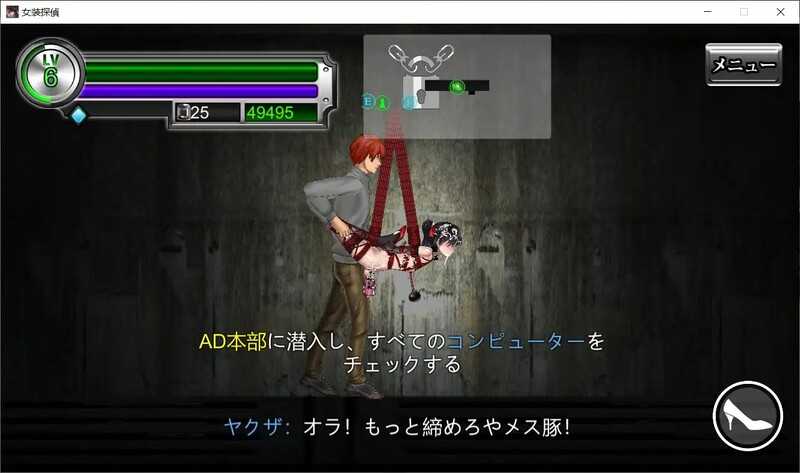 女装探偵
LV
6
メニュー
25
49495
E
AD本部に潜入し、すべてのコンピューターを
チェックする
ヤクザ：オラ！もっと締めろやメス豚！